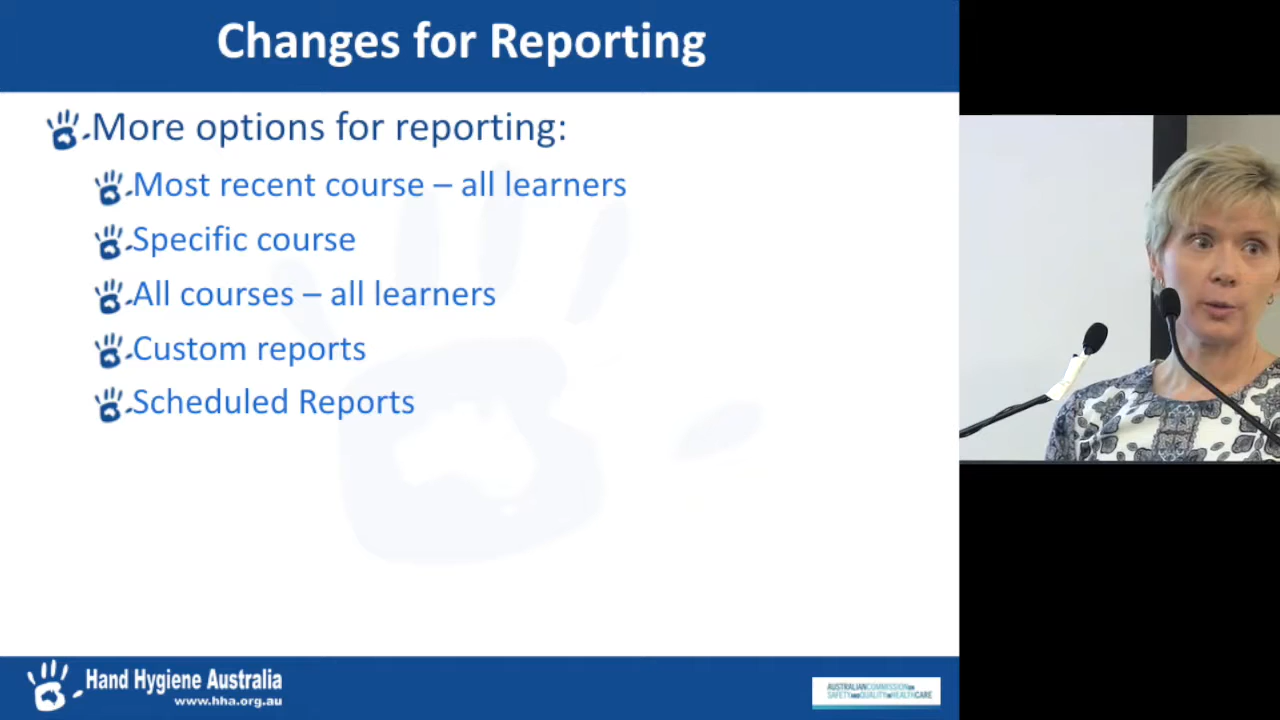 Changes for Reporting
More options for reporting:
Most recent course – all learners
Specific course
All courses – all learners
Custom reports
Scheduled Reports
Hand Hygiene Australia
www.hha.org.au
AUSTRALIAN COMMISSION ON
SAFETY AND QUALITY IN HEALTH CARE